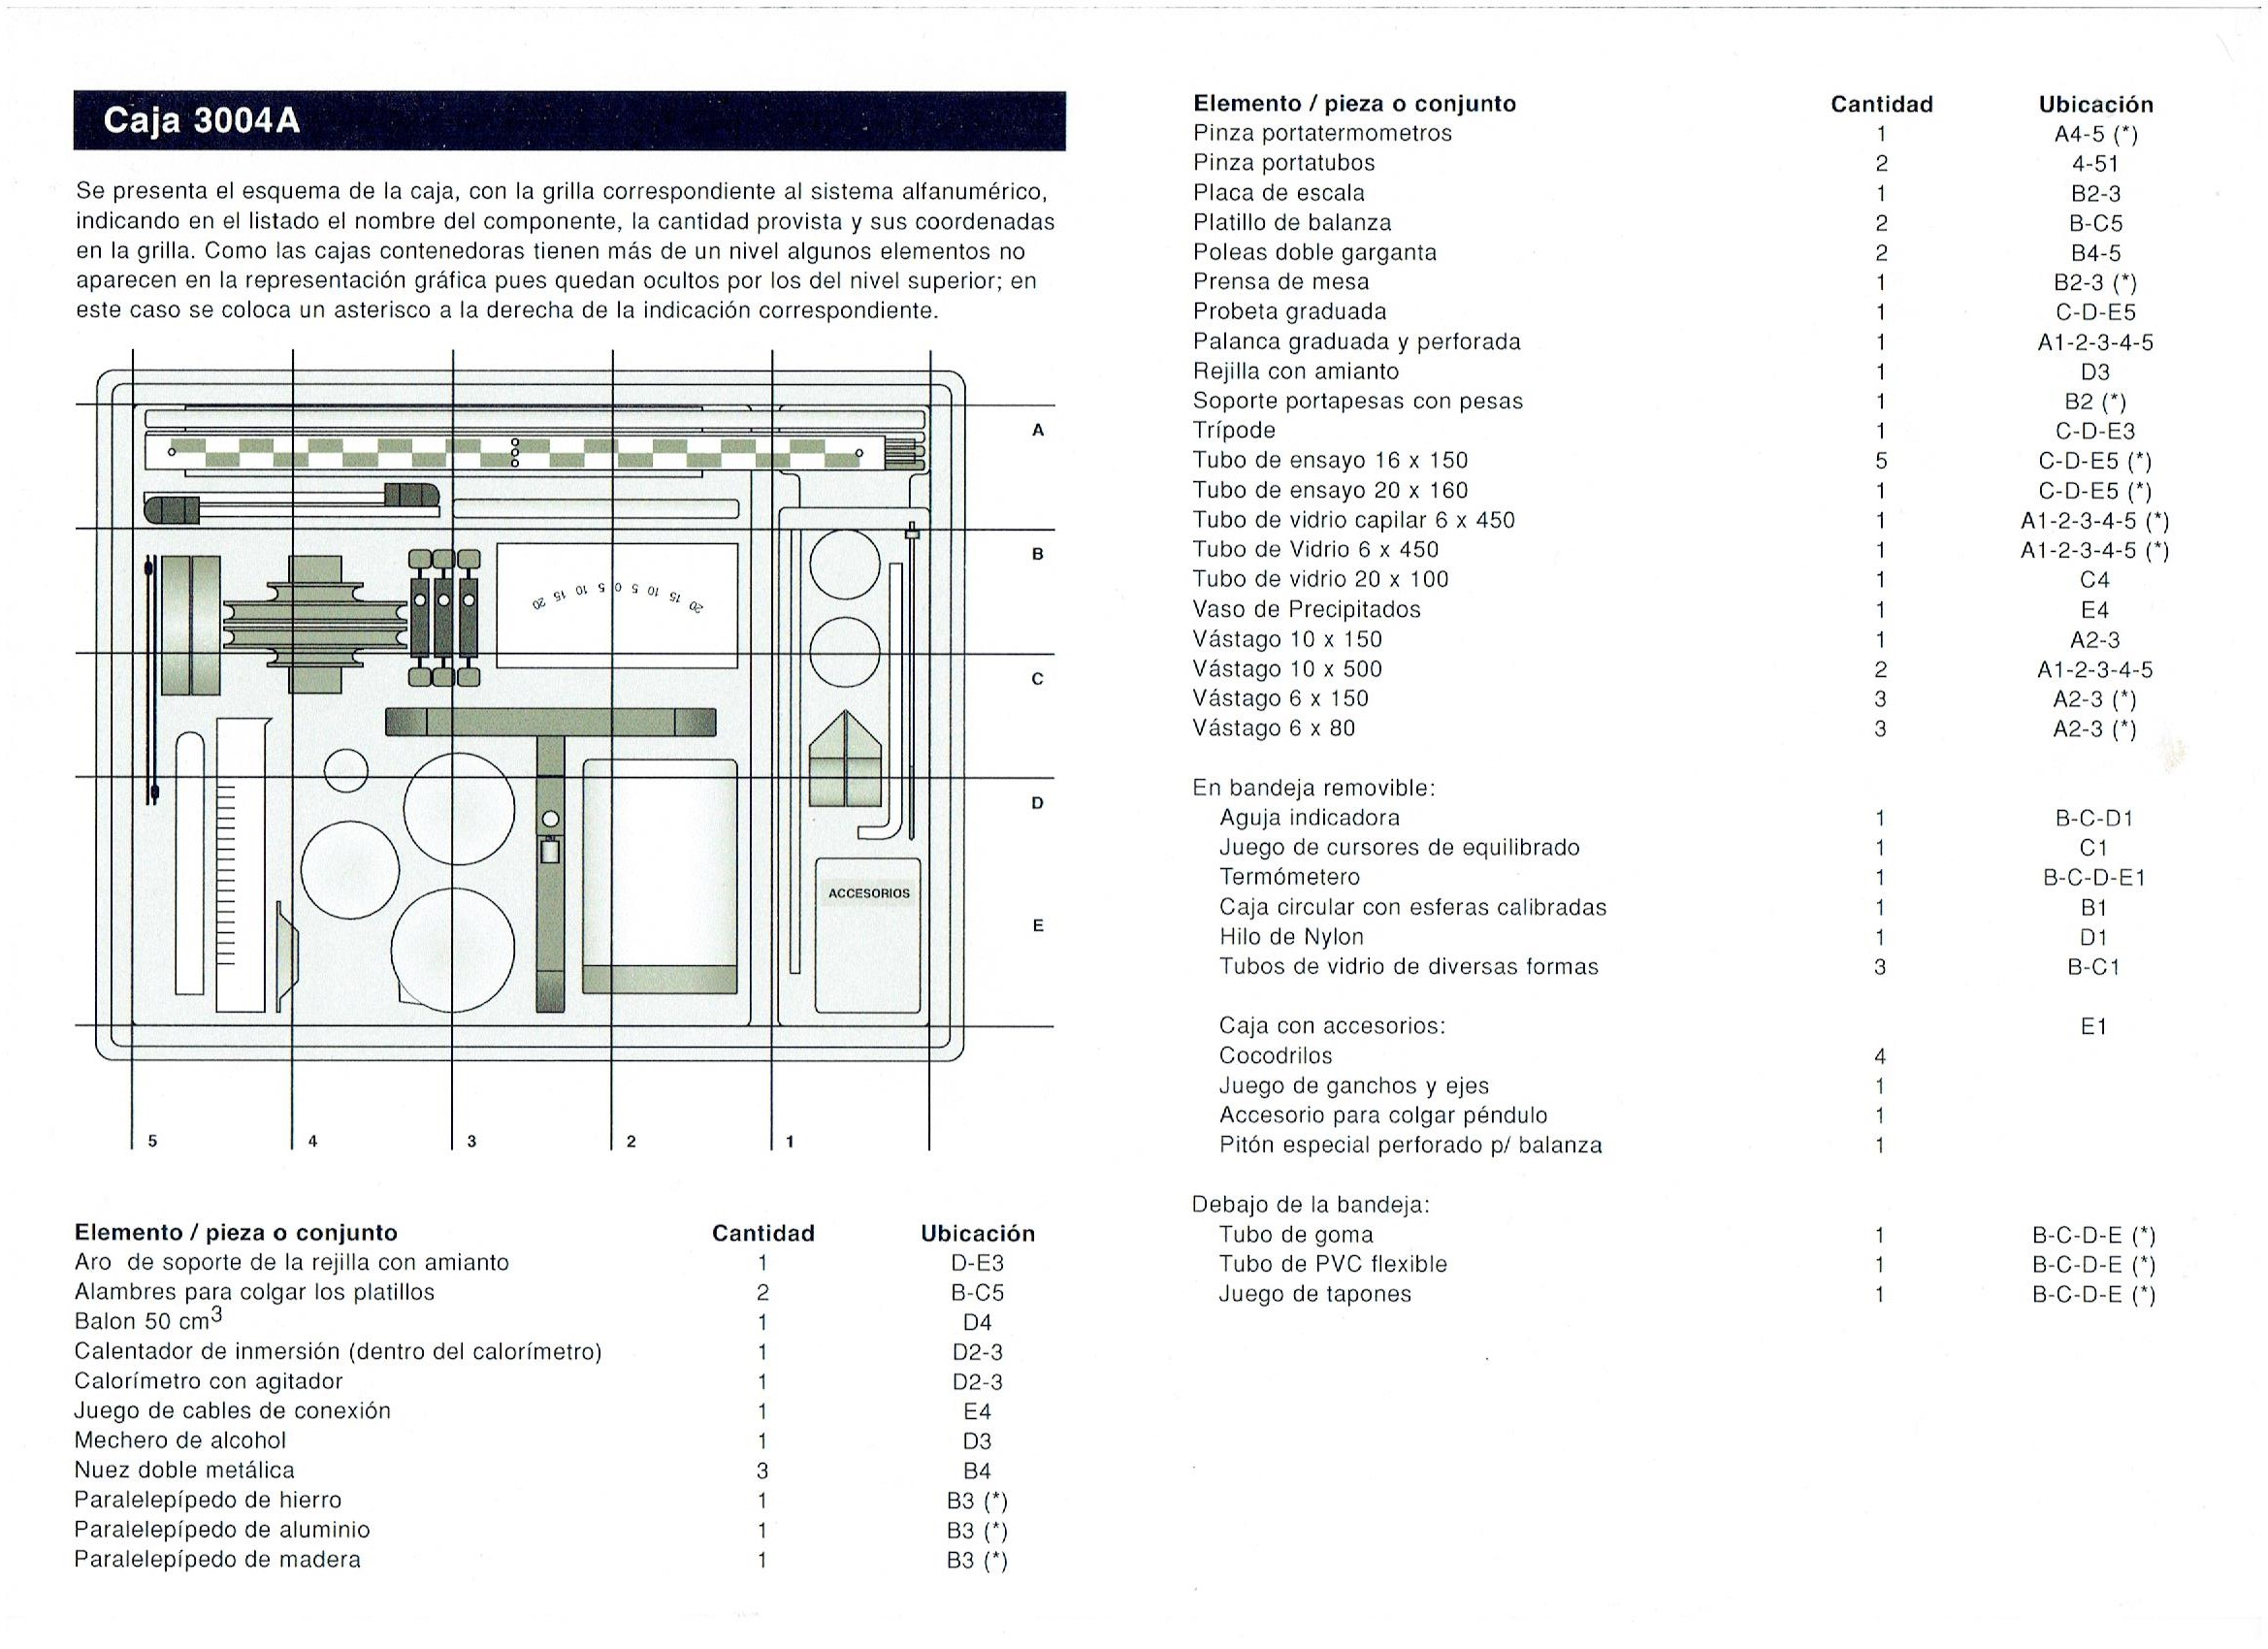 Caja 3004A
Se presenta el esquema de la caja, con la grilla correspondiente al sistema alfanumérico,
indicando en el listado el nombre del componente, la cantidad provista y sus coordenadas
en la grilla. Como las cajas contenedoras tienen más de un nivel algunos elementos no
aparecen en la representación gráfica pues quedan ocultos por los del nivel superior; en
este caso se coloca un asterisco a la derecha de la indicación correspondiente.
A
B
20 15 10 5 0 5 10 15 20
C
D
ACCESORIOS
E
5 4 3 2 1
Elemento / pieza o conjunto Cantidad Ubicación
Aro de soporte de la rejilla con amianto 1 D-E3
Alambres para colgar los platillos 2 B-C5
Balon 50 cm³ 1 D4
Calentador de inmersión (dentro del calorímetro) 1 D2-3
Calorímetro con agitador 1 D2-3
Juego de cables de conexión 1 E4
Mechero de alcohol 1 D3
Nuez doble metálica 3 B4
Paralelepípedo de hierro 1 B3 (*)
Paralelepípedo de aluminio 1 B3 (*)
Paralelepípedo de madera 1 B3 (*)
Elemento / pieza o conjunto Cantidad Ubicación
Pinza portatermometros 1 A4-5 (*)
Pinza portatubos 2 4-51
Placa de escala 1 B2-3
Platillo de balanza 2 B-C5
Poleas doble garganta 2 B4-5
Prensa de mesa 1 B2-3 (*)
Probeta graduada 1 C-D-E5
Palanca graduada y perforada 1 A1-2-3-4-5
Rejilla con amianto 1 D3
Soporte portapesas con pesas 1 B2 (*)
Trípode 1 C-D-E3
Tubo de ensayo 16 x 150 5 C-D-E5 (*)
Tubo de ensayo 20 x 160 1 C-D-E5 (*)
Tubo de vidrio capilar 6 x 450 1 A1-2-3-4-5 (*)
Tubo de Vidrio 6 x 450 1 A1-2-3-4-5 (*)
Tubo de vidrio 20 x 100 1 C4
Vaso de Precipitados 1 E4
Vástago 10 x 150 1 A2-3
Vástago 10 x 500 2 A1-2-3-4-5
Vástago 6 x 150 3 A2-3 (*)
Vástago 6 x 80 3 A2-3 (*)
En bandeja removible:
Aguja indicadora 1 B-C-D1
Juego de cursores de equilibrado 1 C1
Termómetero 1 B-C-D-E1
Caja circular con esferas calibradas 1 B1
Hilo de Nylon 1 D1
Tubos de vidrio de diversas formas 3 B-C1
Caja con accesorios: E1
Cocodrilos 4
Juego de ganchos y ejes 1
Accesorio para colgar péndulo 1
Pitón especial perforado p/ balanza 1
Debajo de la bandeja:
Tubo de goma 1 B-C-D-E (*)
Tubo de PVC flexible 1 B-C-D-E (*)
Juego de tapones 1 B-C-D-E (*)